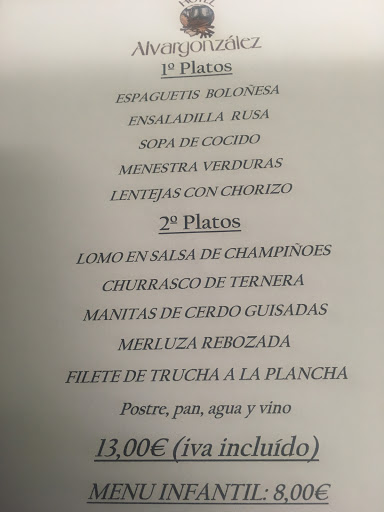 HOTEL
Alvargonzález
1º Platos
ESPAGUETIS BOLOÑESA
ENSALADILLA RUSA
SOPA DE COCIDO
MENESTRA VERDURAS
LENTEJAS CON CHORIZO
2º Platos
LOMO EN SALSA DE CHAMPIÑOES
CHURRASCO DE TERNERA
MANITAS DE CERDO GUISADAS
MERLUZA REBOZADA
FILETE DE TRUCHA A LA PLANCHA
Postre, pan, agua y vino
13,00€ (iva incluído)
MENU INFANTIL: 8,00€